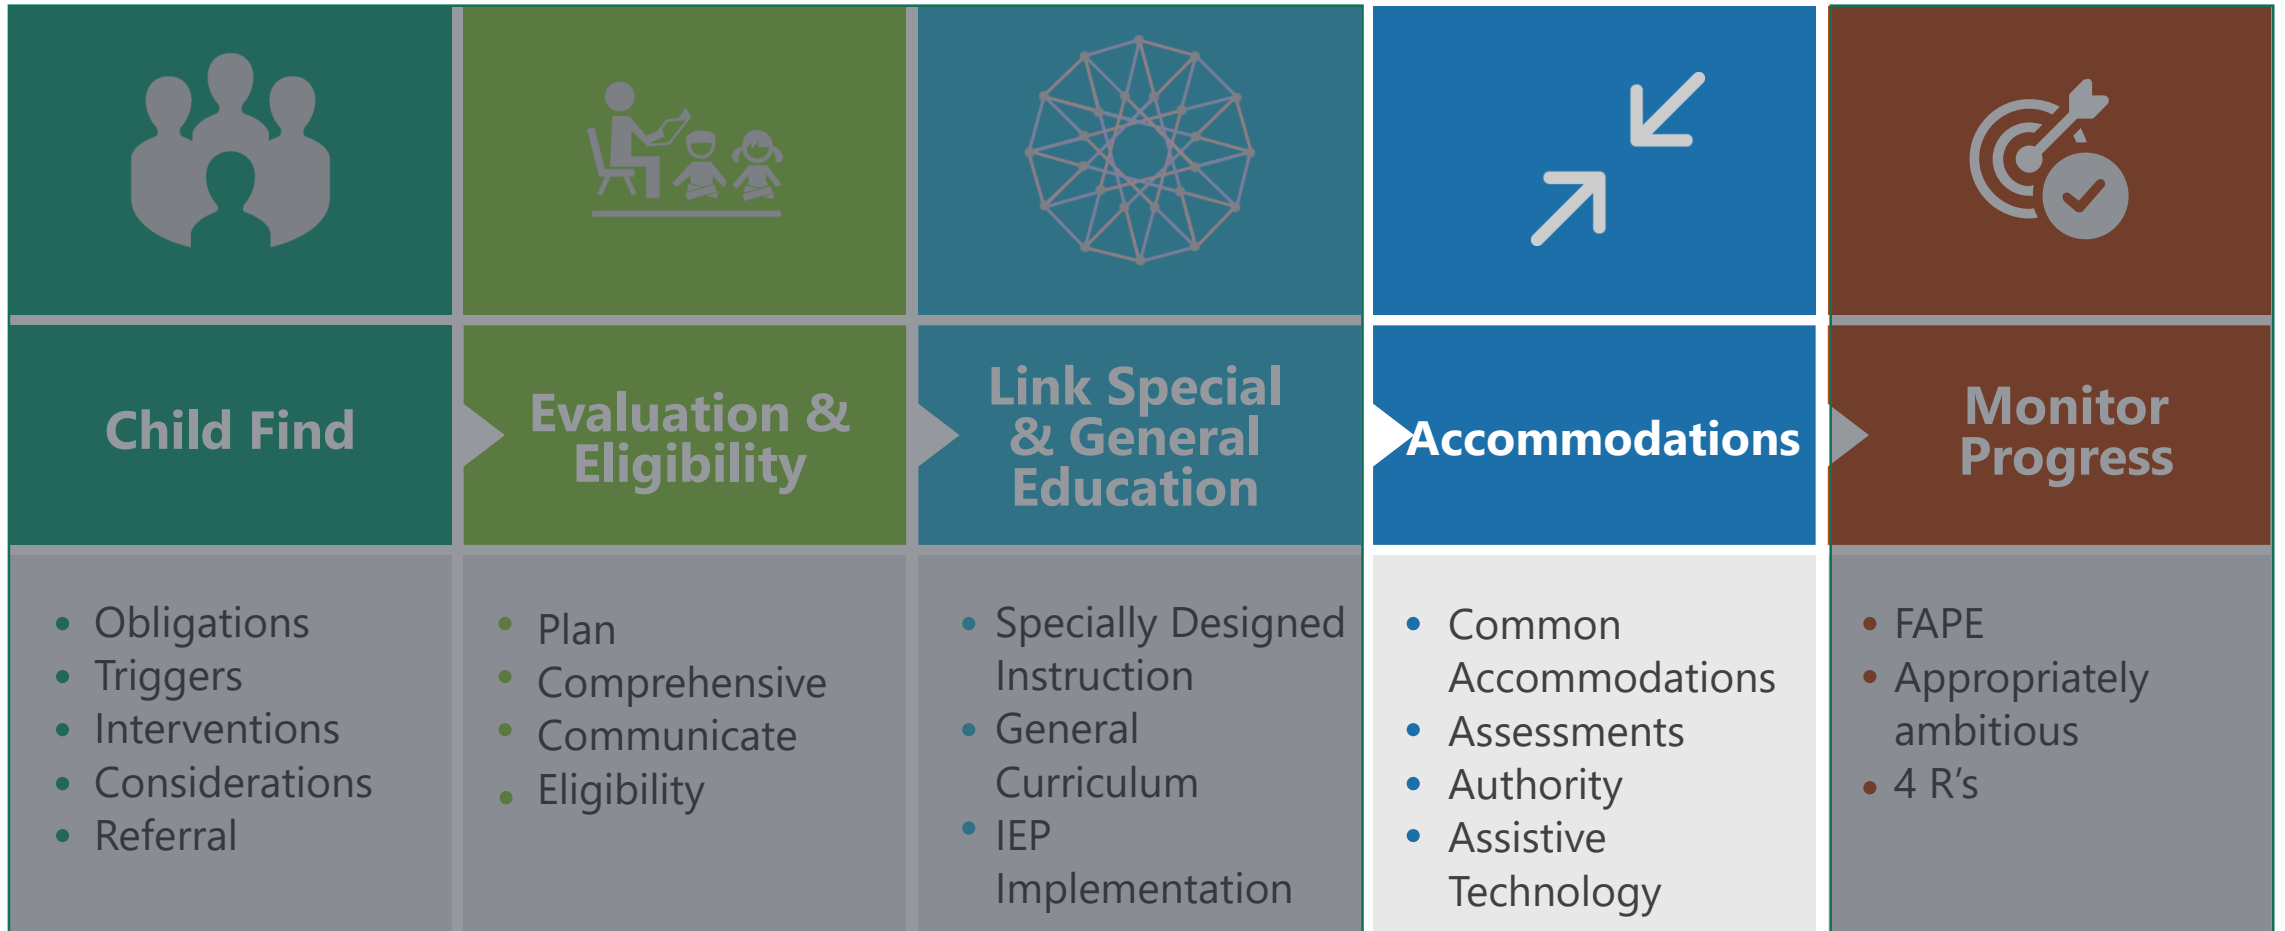 Child Find
Evaluation &
Eligibility
Link Special
& General
Education
Accommodations
Monitor
Progress
• Obligations
• Triggers
• Interventions
• Considerations
• Referral
• Plan
• Comprehensive
• Communicate
• Eligibility
• Specially Designed
Instruction
• General
Curriculum
• IEP
Implementation
• Common
Accommodations
• Assessments
• Authority
• Assistive
Technology
• FAPE
• Appropriately
ambitious
• 4 R’s